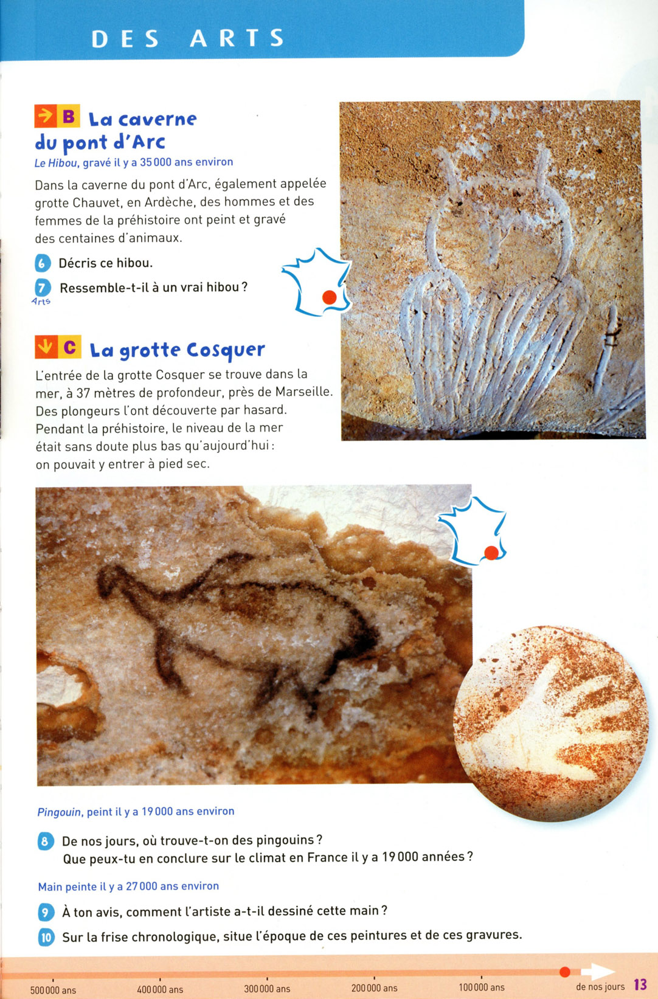 DES ARTS
B La caverne
du pont d'Arc
Le Hibou, gravé il y a 35 000 ans environ
Dans la caverne du pont d'Arc, également appelée
grotte Chauvet, en Ardèche, des hommes et des
femmes de la préhistoire ont peint et gravé
des centaines d'animaux.
6 Décris ce hibou.
7 Ressemble-t-il à un vrai hibou ?
Arts
C La grotte Cosquer
L'entrée de la grotte Cosquer se trouve dans la
mer, à 37 mètres de profondeur, près de Marseille.
Des plongeurs l'ont découverte par hasard.
Pendant la préhistoire, le niveau de la mer
était sans doute plus bas qu'aujourd'hui :
on pouvait y entrer à pied sec.
Pingouin, peint il y a 19 000 ans environ
8 De nos jours, où trouve-t-on des pingouins ?
Que peux-tu en conclure sur le climat en France il y a 19 000 années ?
Main peinte il y a 27 000 ans environ
9 À ton avis, comment l'artiste a-t-il dessiné cette main ?
10 Sur la frise chronologique, situe l'époque de ces peintures et de ces gravures.
500 000 ans 400 000 ans 300 000 ans 200 000 ans 100 000 ans de nos jours 13